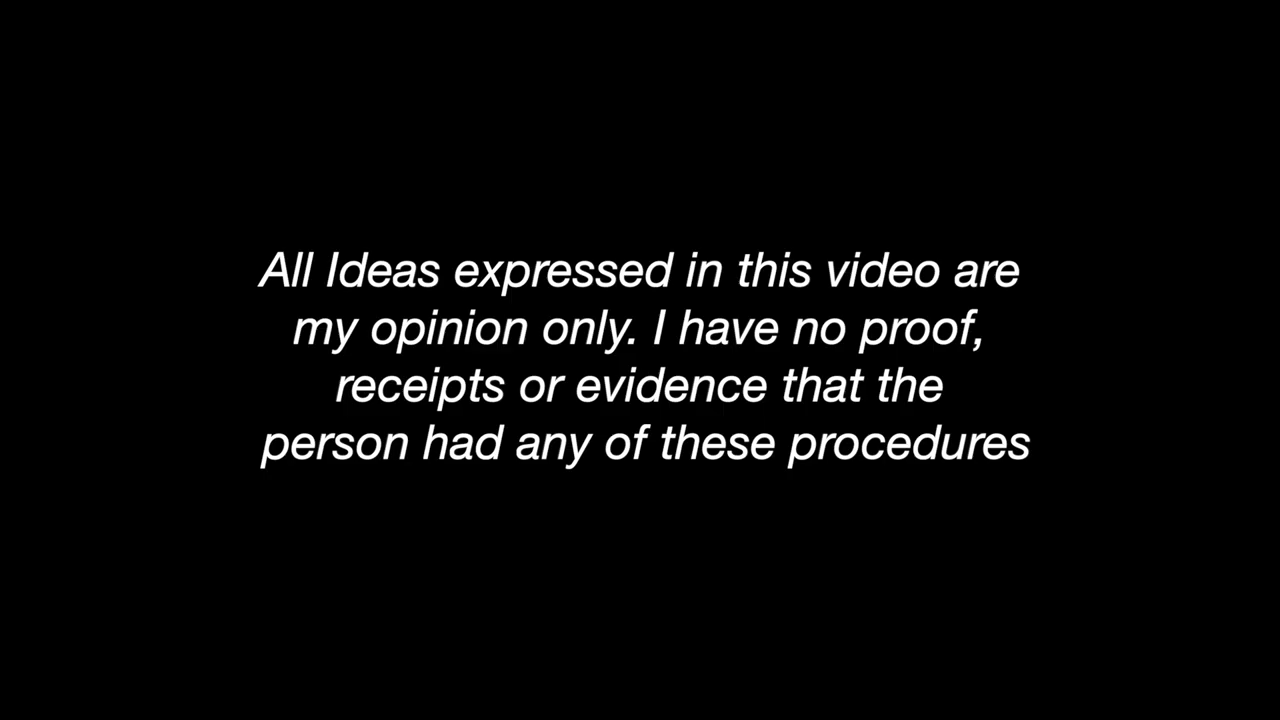 All Ideas expressed in this video are
my opinion only. I have no proof,
receipts or evidence that the
person had any of these procedures